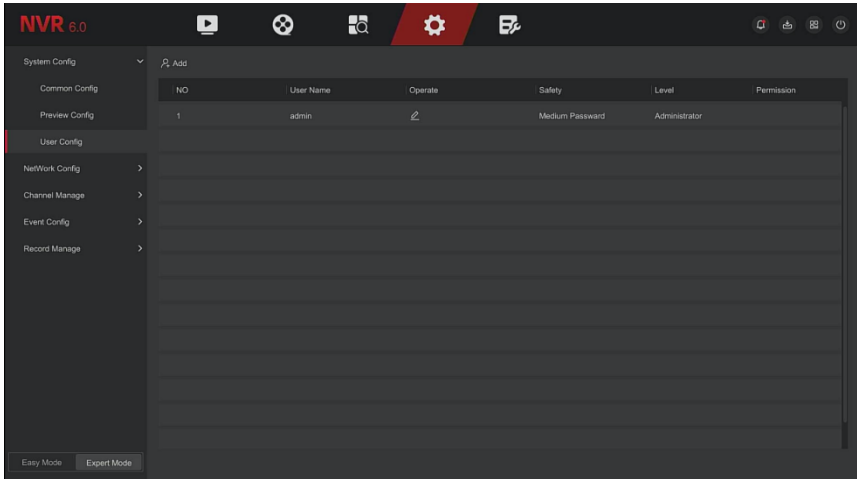 NVR 6.0
System Config
Common Config
Preview Config
User Config
NetWork Config
Channel Manage
Event Config
Record Manage
Easy Mode Expert Mode
Add
NO User Name Operate Safety Level Permission
1 admin Medium Passward Administrator